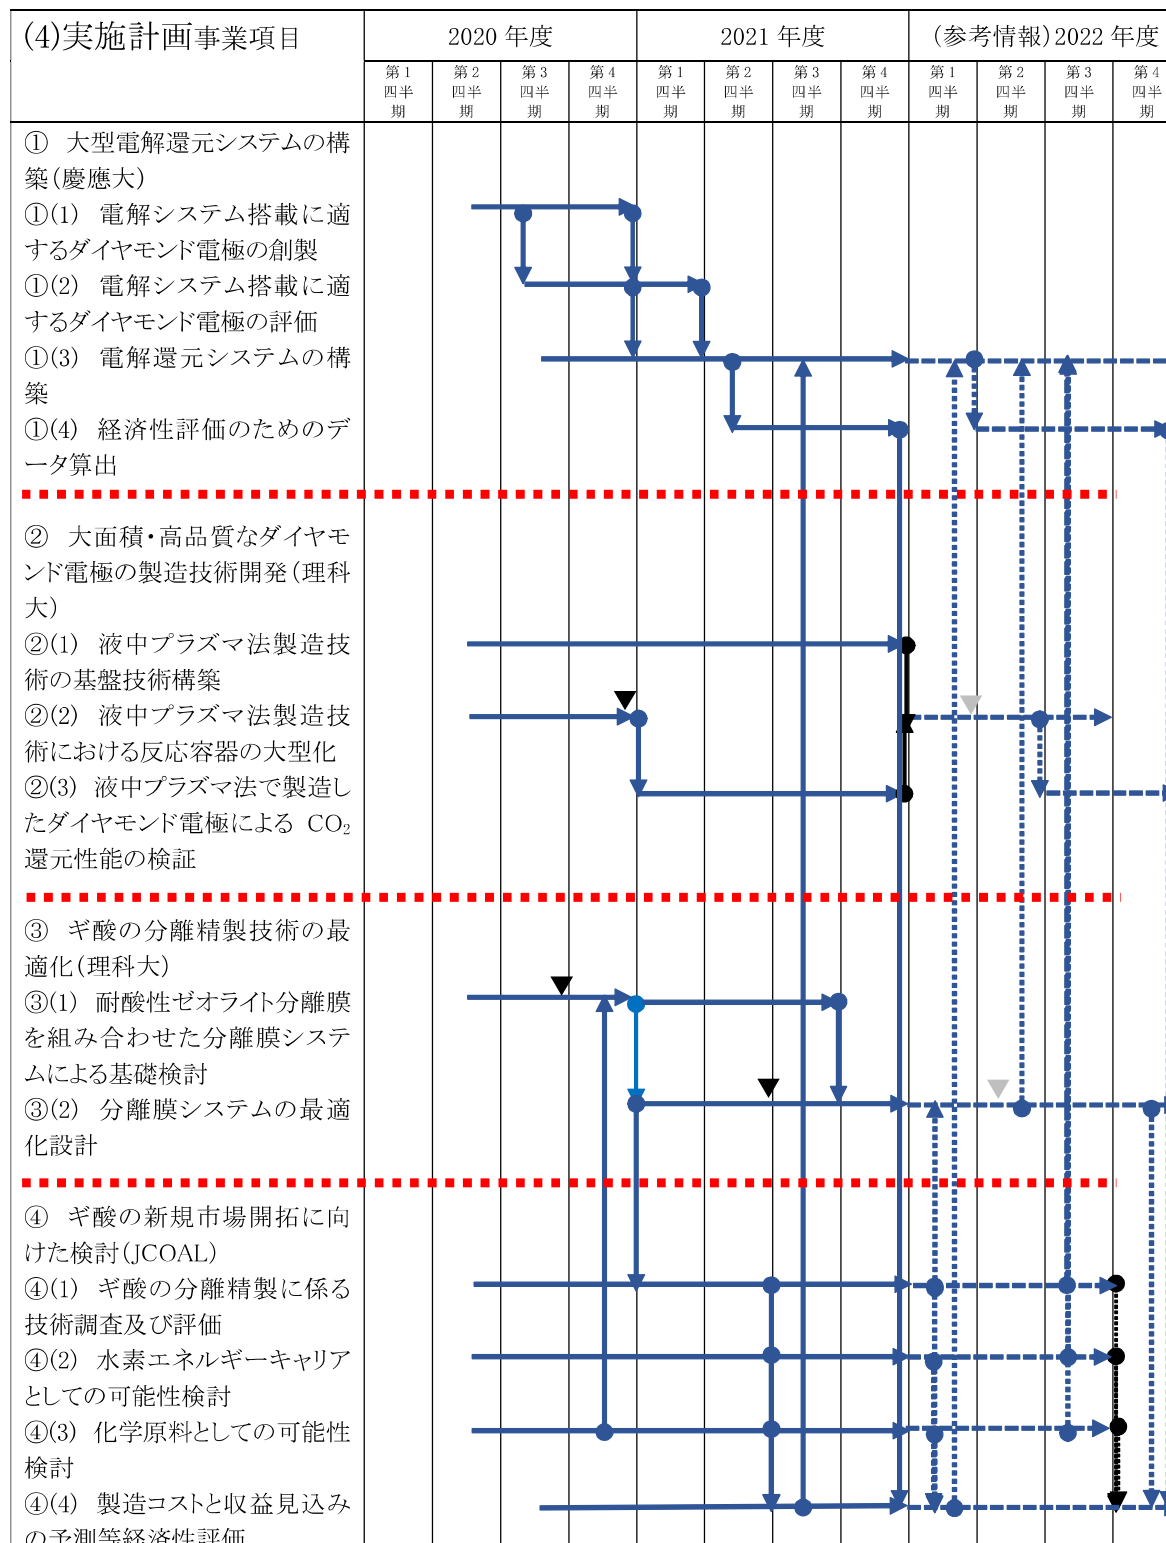 (4)実施計画事業項目 2020 年度 2021 年度 (参考情報)2022 年度
第1 第2 第3 第4 第1 第2 第3 第4 第1 第2 第3 第4
四半 四半 四半 四半 四半 四半 四半 四半 四半 四半 四半 四半
期 期 期 期 期 期 期 期 期 期 期 期
① 大型電解還元システムの構
築(慶應大)
①(1) 電解システム搭載に適
するダイヤモンド電極の創製
①(2) 電解システム搭載に適
するダイヤモンド電極の評価
①(3) 電解還元システムの構
築
①(4) 経済性評価のためのデ
ータ算出
② 大面積・高品質なダイヤモ
ンド電極の製造技術開発(理科
大)
②(1) 液中プラズマ法製造技
術の基盤技術構築
②(2) 液中プラズマ法製造技
術における反応容器の大型化
②(3) 液中プラズマ法で製造し
たダイヤモンド電極による CO₂
還元性能の検証
③ ギ酸の分離精製技術の最
適化(理科大)
③(1) 耐酸性ゼオライト分離膜
を組み合わせた分離膜システ
ムによる基礎検討
③(2) 分離膜システムの最適
化設計
④ ギ酸の新規市場開拓に向
けた検討(JCOAL)
④(1) ギ酸の分離精製に係る
技術調査及び評価
④(2) 水素エネルギーキャリア
としての可能性検討
④(3) 化学原料としての可能性
検討
④(4) 製造コストと収益見込み
の予測等経済性評価